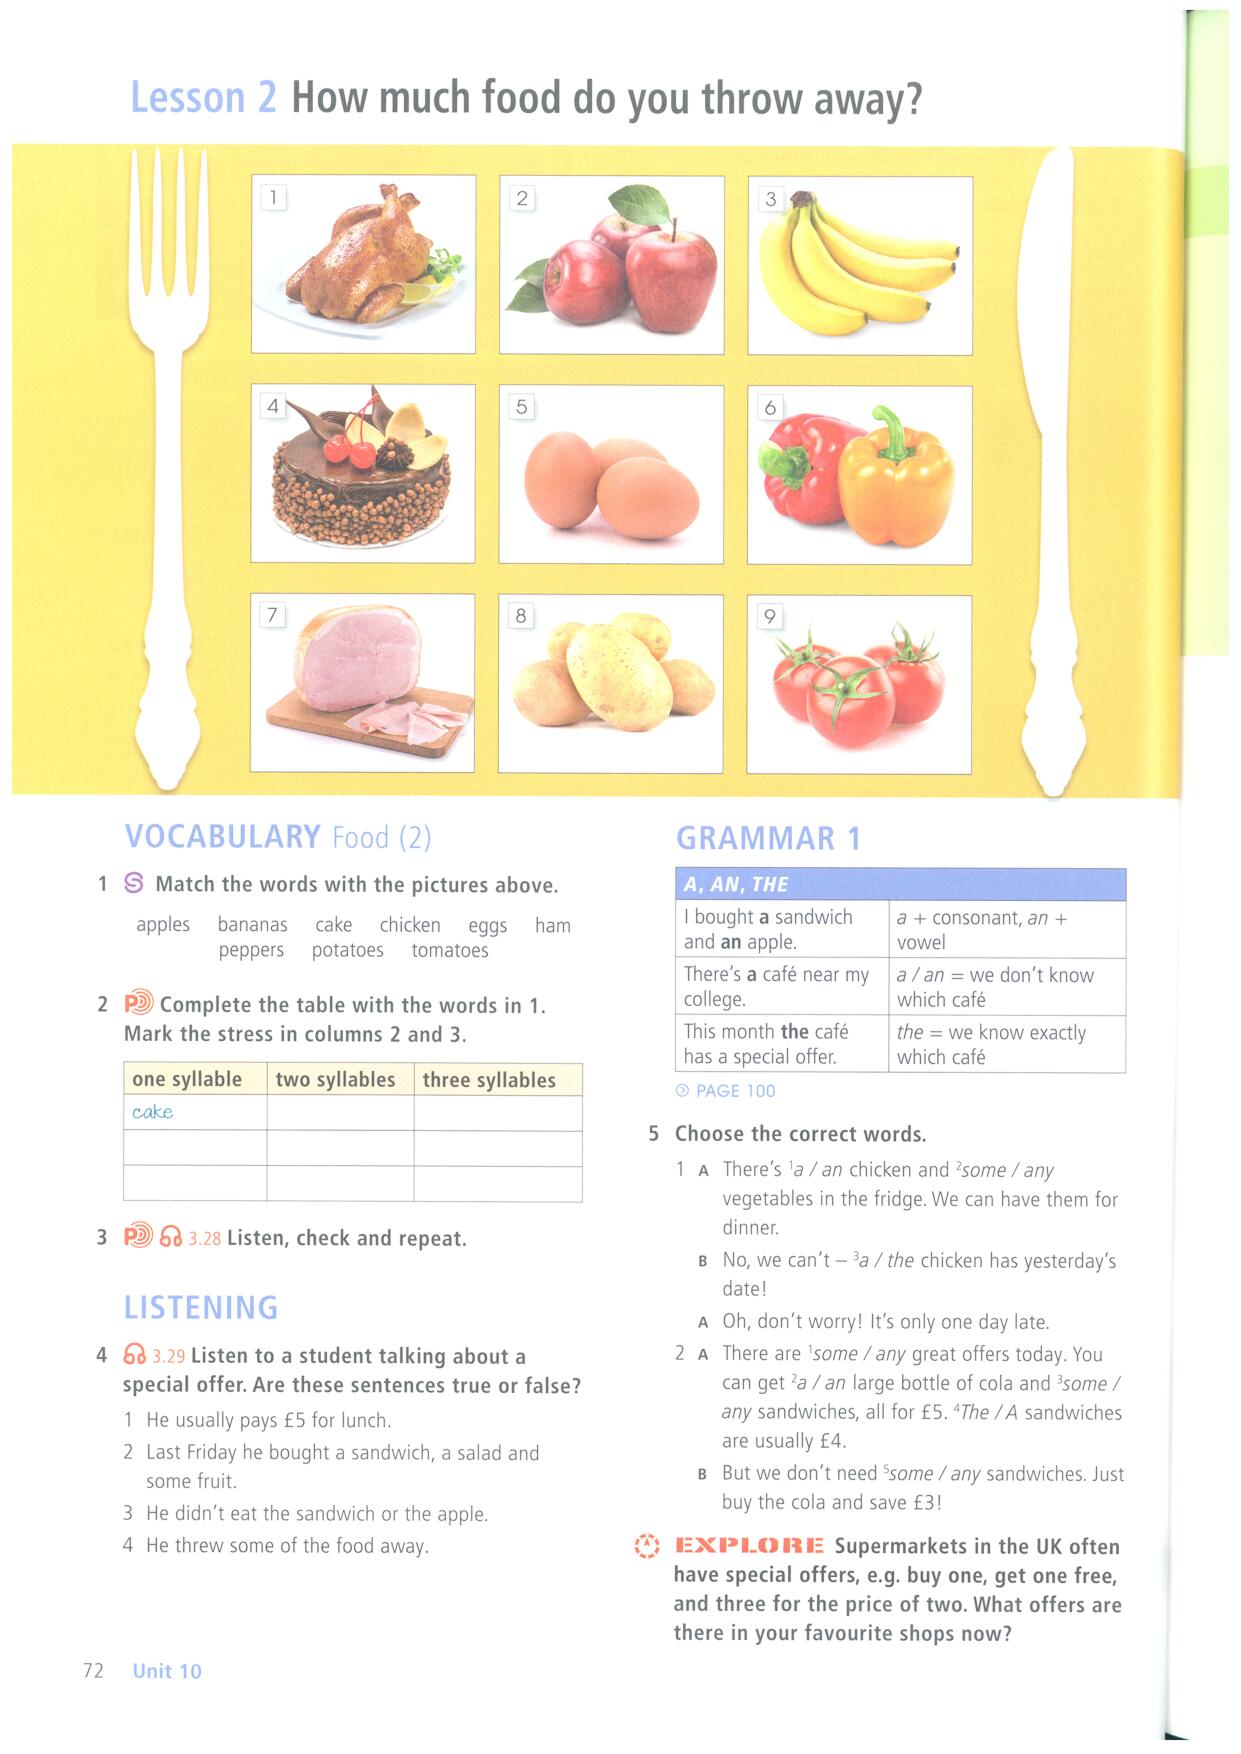 Lesson 2 How much food do you throw away?
1
2
3
4
5
6
7
8
9
VOCABULARY Food (2)
1 Match the words with the pictures above.
apples bananas cake chicken eggs ham
peppers potatoes tomatoes
2 Complete the table with the words in 1.
Mark the stress in columns 2 and 3.
one syllable two syllables three syllables
cake
3 3.28 Listen, check and repeat.
LISTENING
4 3.29 Listen to a student talking about a
special offer. Are these sentences true or false?
1 He usually pays £5 for lunch.
2 Last Friday he bought a sandwich, a salad and
some fruit.
3 He didn't eat the sandwich or the apple.
4 He threw some of the food away.
GRAMMAR 1
A, AN, THE
I bought a sandwich
and an apple.
a + consonant, an +
vowel
There's a café near my
college.
a / an = we don't know
which café
This month the café
has a special offer.
the = we know exactly
which café
PAGE 100
5 Choose the correct words.
1 A There's 1a / an chicken and 2some / any
vegetables in the fridge. We can have them for
dinner.
B No, we can't – 3a / the chicken has yesterday's
date!
A Oh, don't worry! It's only one day late.
2 A There are 1some / any great offers today. You
can get 2a / an large bottle of cola and 3some /
any sandwiches, all for £5. 4The / A sandwiches
are usually £4.
B But we don't need 5some / any sandwiches. Just
buy the cola and save £3!
EXPLORE Supermarkets in the UK often
have special offers, e.g. buy one, get one free,
and three for the price of two. What offers are
there in your favourite shops now?
72 Unit 10